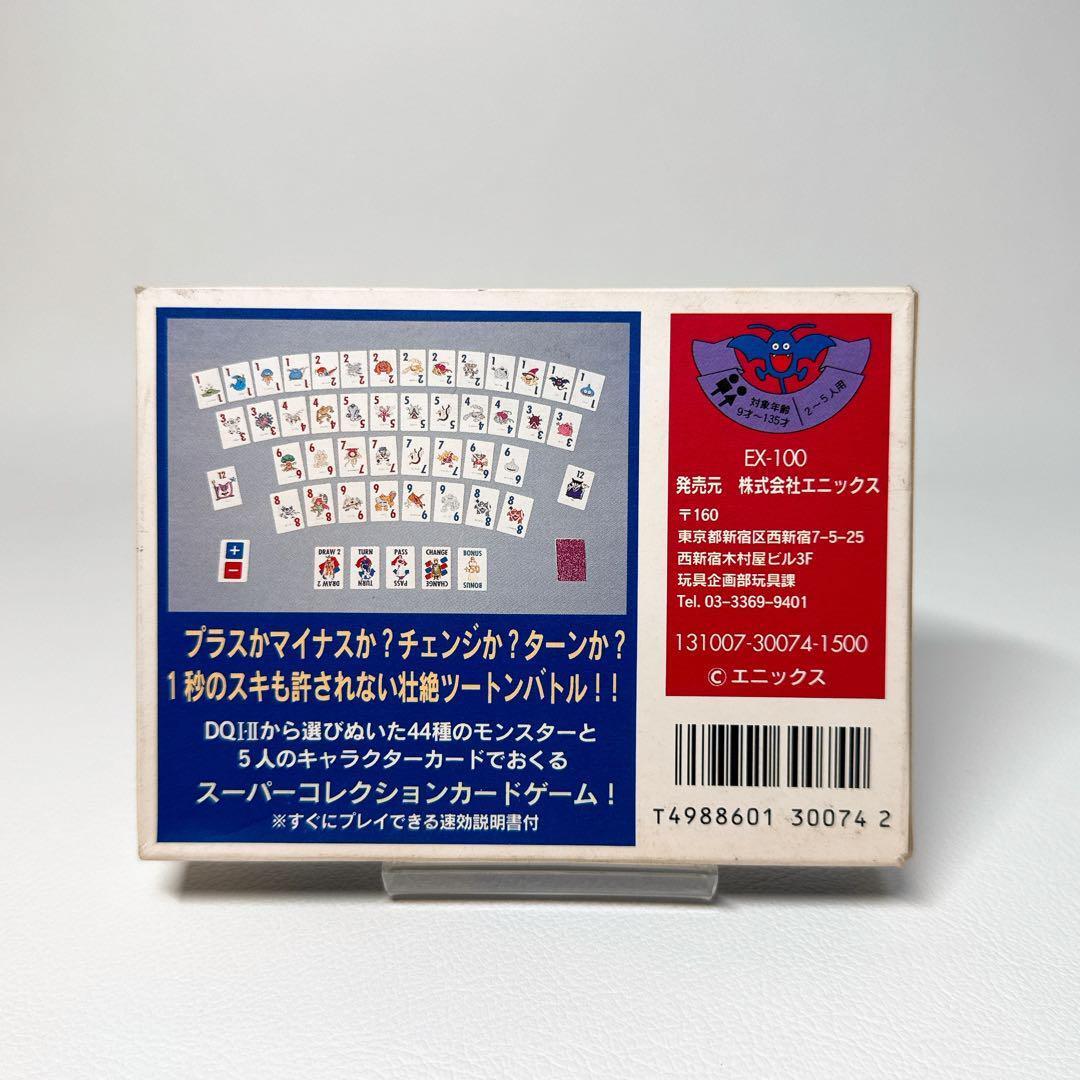 12
12
+
−
DRAW 2
TURN
PASS
CHANGE
BONUS
+50
DRAW 2
TURN
PASS
CHANGE
BONUS
プラスかマイナスか？チェンジか？ターンか？
1秒のスキも許されない壮絶ツートンバトル！！
DQI・IIから選びぬいた44種のモンスターと
5人のキャラクターカードでおくる
スーパーコレクションカードゲーム！
※すぐにプレイできる速効説明書付
対象年齢
9才〜135才
2〜5人用
EX-100
発売元　株式会社エニックス
〒160
東京都新宿区西新宿7-5-25
西新宿木村屋ビル3F
玩具企画部玩具課
Tel. 03-3369-9401
131007-30074-1500
© エニックス
T4988601 30074 2